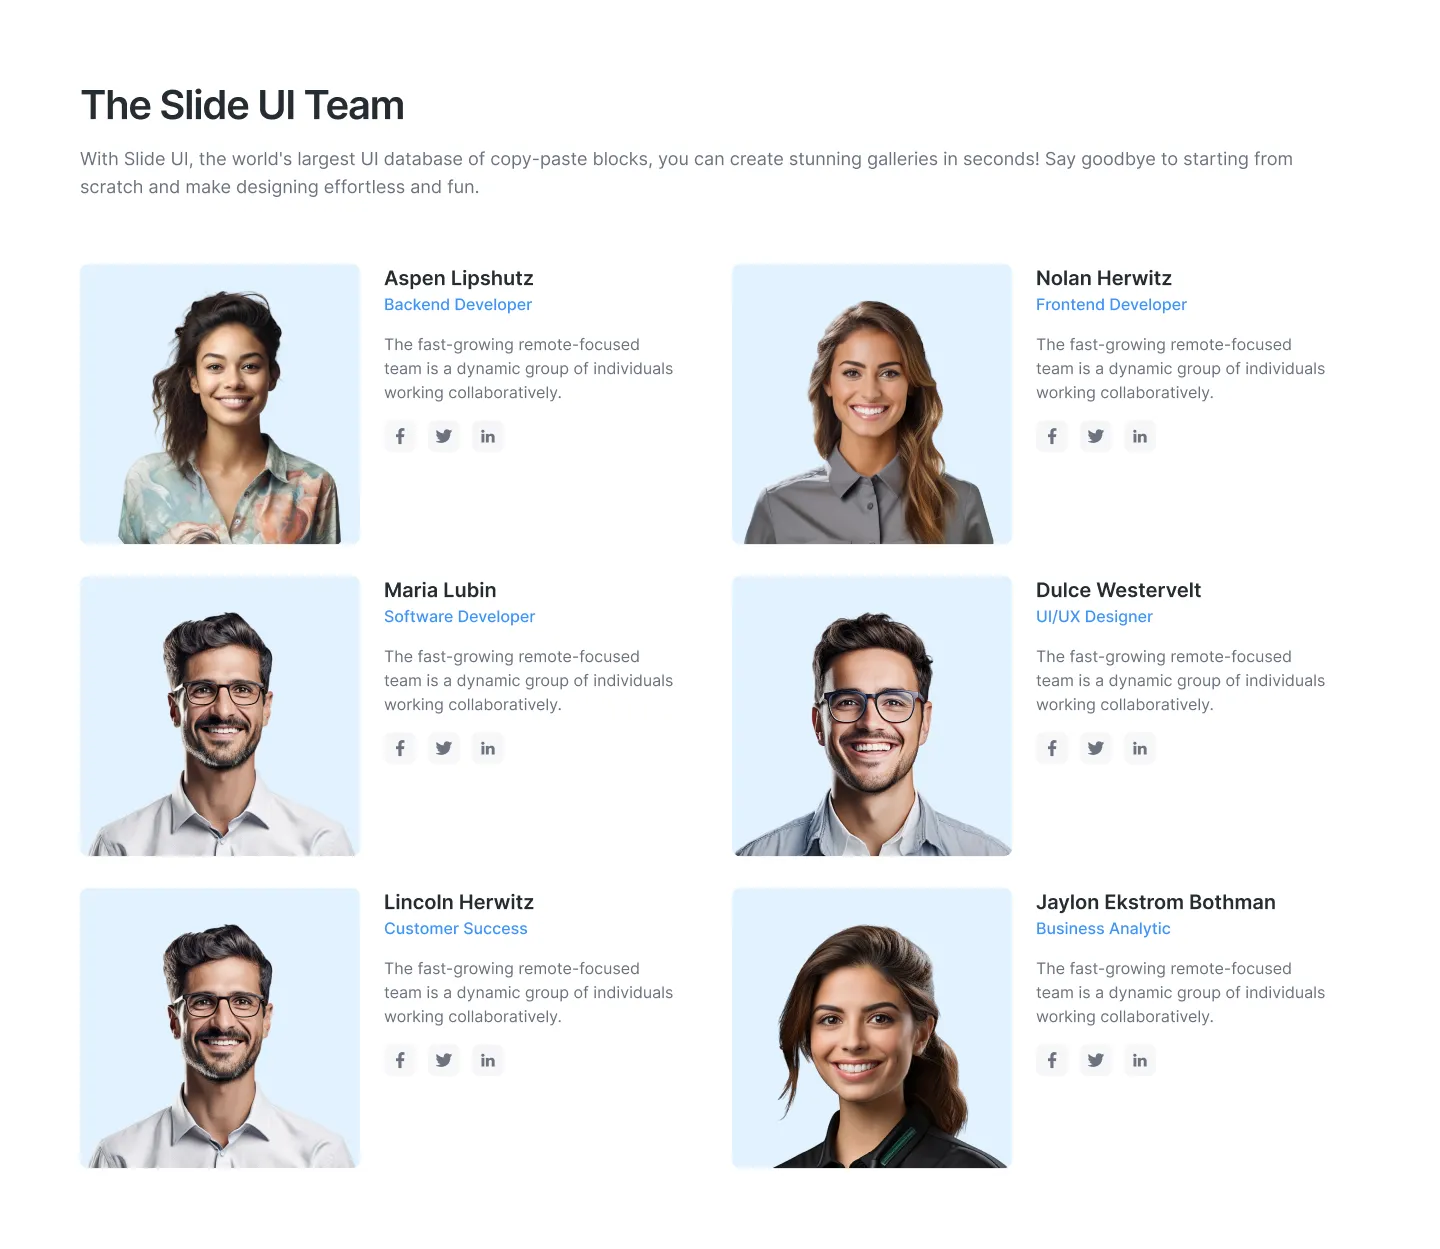 The Slide UI Team
With Slide UI, the world's largest UI database of copy-paste blocks, you can create stunning galleries in seconds! Say goodbye to starting from
scratch and make designing effortless and fun.
Aspen Lipshutz
Backend Developer
The fast-growing remote-focused
team is a dynamic group of individuals
working collaboratively.
f
in
Nolan Herwitz
Frontend Developer
The fast-growing remote-focused
team is a dynamic group of individuals
working collaboratively.
f
in
Maria Lubin
Software Developer
The fast-growing remote-focused
team is a dynamic group of individuals
working collaboratively.
f
in
Dulce Westervelt
UI/UX Designer
The fast-growing remote-focused
team is a dynamic group of individuals
working collaboratively.
f
in
Lincoln Herwitz
Customer Success
The fast-growing remote-focused
team is a dynamic group of individuals
working collaboratively.
f
in
Jaylon Ekstrom Bothman
Business Analytic
The fast-growing remote-focused
team is a dynamic group of individuals
working collaboratively.
f
in